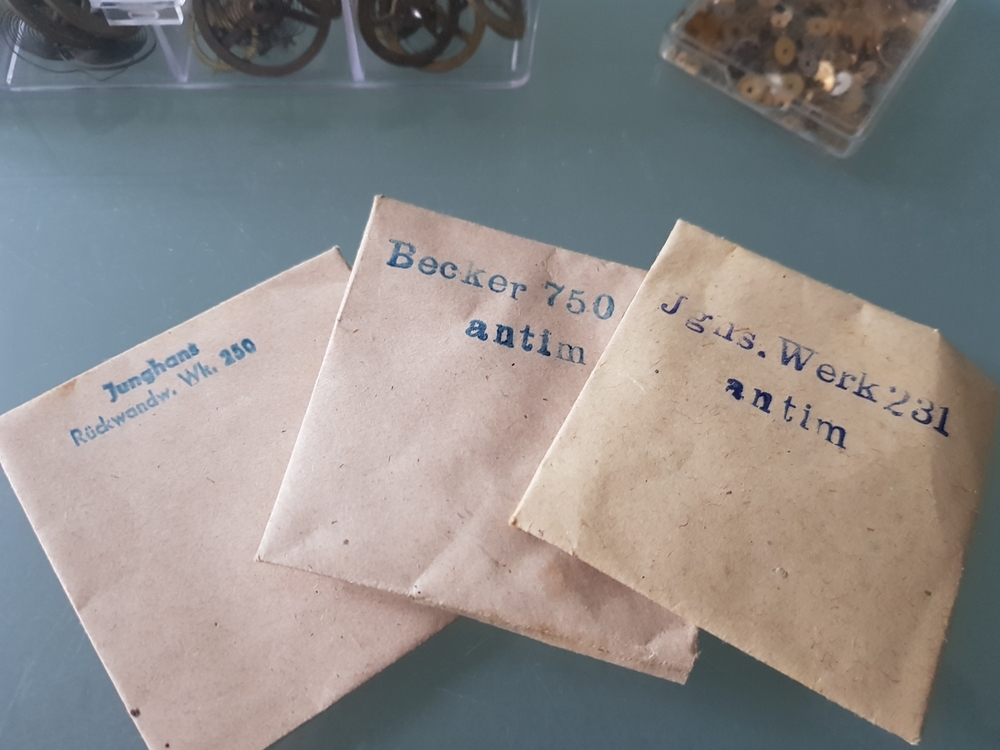 Junghans
Rückwandw. Wk. 250
Becker 750
antim
Jghs. Werk 231
antim